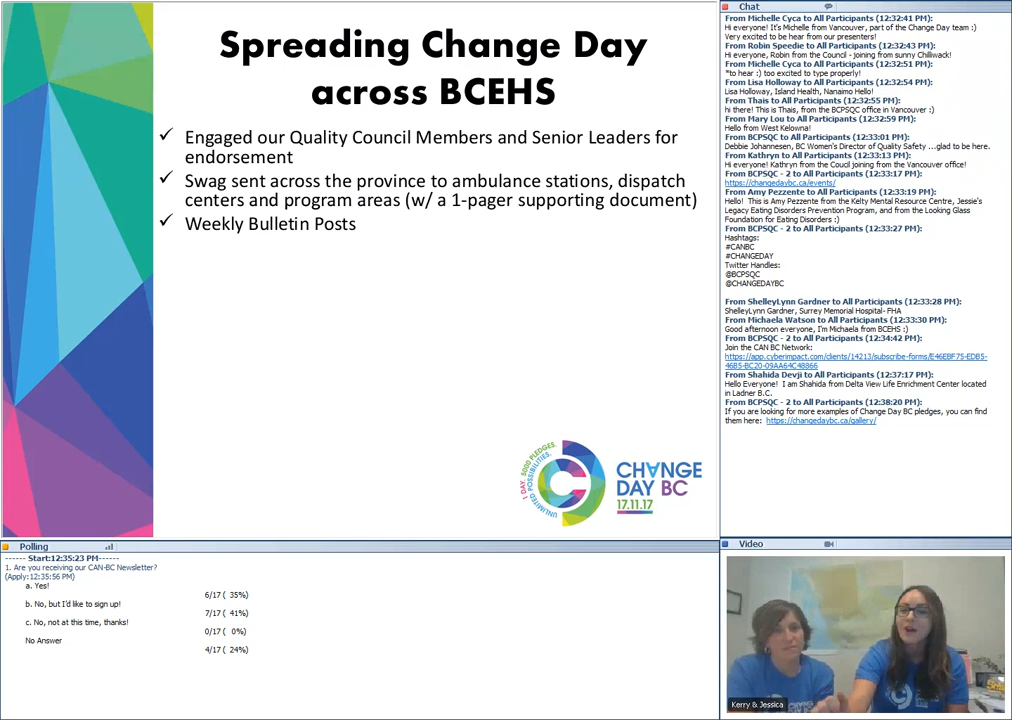 Spreading Change Day
across BCEHS
✓ Engaged our Quality Council Members and Senior Leaders for
endorsement
✓ Swag sent across the province to ambulance stations, dispatch
centers and program areas (w/ a 1-pager supporting document)
✓ Weekly Bulletin Posts
1 DAY. 5000 PLEDGES.
UNLIMITED POSSIBILITIES.
CHANGE
DAY BC
17.11.17
Chat
From Michelle Cyca to All Participants (12:32:41 PM):
Hi everyone! It's Michelle from Vancouver, part of the Change Day team :)
Very excited to be hear from our presenters!
From Robin Speedie to All Participants (12:32:43 PM):
Hi everyone, Robin from the Council - joining from sunny Chilliwack!
From Michelle Cyca to All Participants (12:32:51 PM):
*to hear :) too excited to type properly!
From Lisa Holloway to All Participants (12:32:54 PM):
Lisa Holloway, Island Health, Nanaimo Hello!
From Thais to All Participants (12:32:55 PM):
hi there! This is Thais, from the BCPSQC office in Vancouver :)
From Mary Lou to All Participants (12:32:59 PM):
Hello from West Kelowna!
From BCPSQC to All Participants (12:33:01 PM):
Debbie Johannesen, BC Women's Director of Quality Safety ...glad to be here.
From Kathryn to All Participants (12:33:13 PM):
Hi everyone! Kathryn from the Coucil joining from the Vancouver office!
From BCPSQC - 2 to All Participants (12:33:17 PM):
https://changedaybc.ca/events/
From Amy Pezzente to All Participants (12:33:19 PM):
Hello! This is Amy Pezzente from the Kelty Mental Resource Centre, Jessie's
Legacy Eating Disorders Prevention Program, and from the Looking Glass
Foundation for Eating Disorders :)
From BCPSQC - 2 to All Participants (12:33:27 PM):
Hashtags:
#CANBC
#CHANGEDAY
Twitter Handles:
@BCPSQC
@CHANGEDAYBC
From ShelleyLynn Gardner to All Participants (12:33:28 PM):
ShelleyLynn Gardner, Surrey Memorial Hospital- FHA
From Michaela Watson to All Participants (12:33:30 PM):
Good afternoon everyone, I'm Michaela from BCEHS :)
From BCPSQC - 2 to All Participants (12:34:42 PM):
Join the CAN BC Network:
https://app.cyberimpact.com/clients/14213/subscribe-forms/E46EBF75-EDB5-
46B5-BC20-09AA64C48866
From Shahida Devji to All Participants (12:37:17 PM):
Hello Everyone! I am Shahida from Delta View Life Enrichment Center located
in Ladner B.C.
From BCPSQC - 2 to All Participants (12:38:20 PM):
If you are looking for more examples of Change Day BC pledges, you can find
them here: https://changedaybc.ca/gallery/
Polling
------ Start:12:35:23 PM------
1. Are you receiving our CAN-BC Newsletter?
(Apply:12:35:56 PM)
a. Yes!
6/17 ( 35%)
b. No, but I'd like to sign up!
7/17 ( 41%)
c. No, not at this time, thanks!
0/17 ( 0%)
No Answer
4/17 ( 24%)
Video
Kerry & Jessica